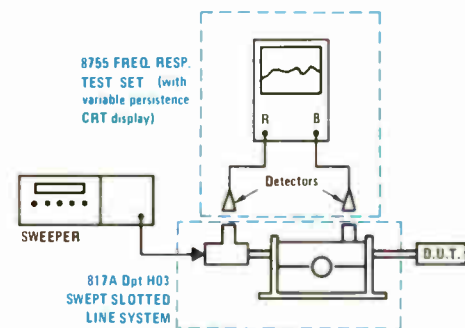 8755 FREQ. RESP.
TEST SET (with
variable persistence
CRT display)
R B
Detectors
SWEEPER
D.U.T.
817A Opt H03
SWEPT SLOTTED
LINE SYSTEM